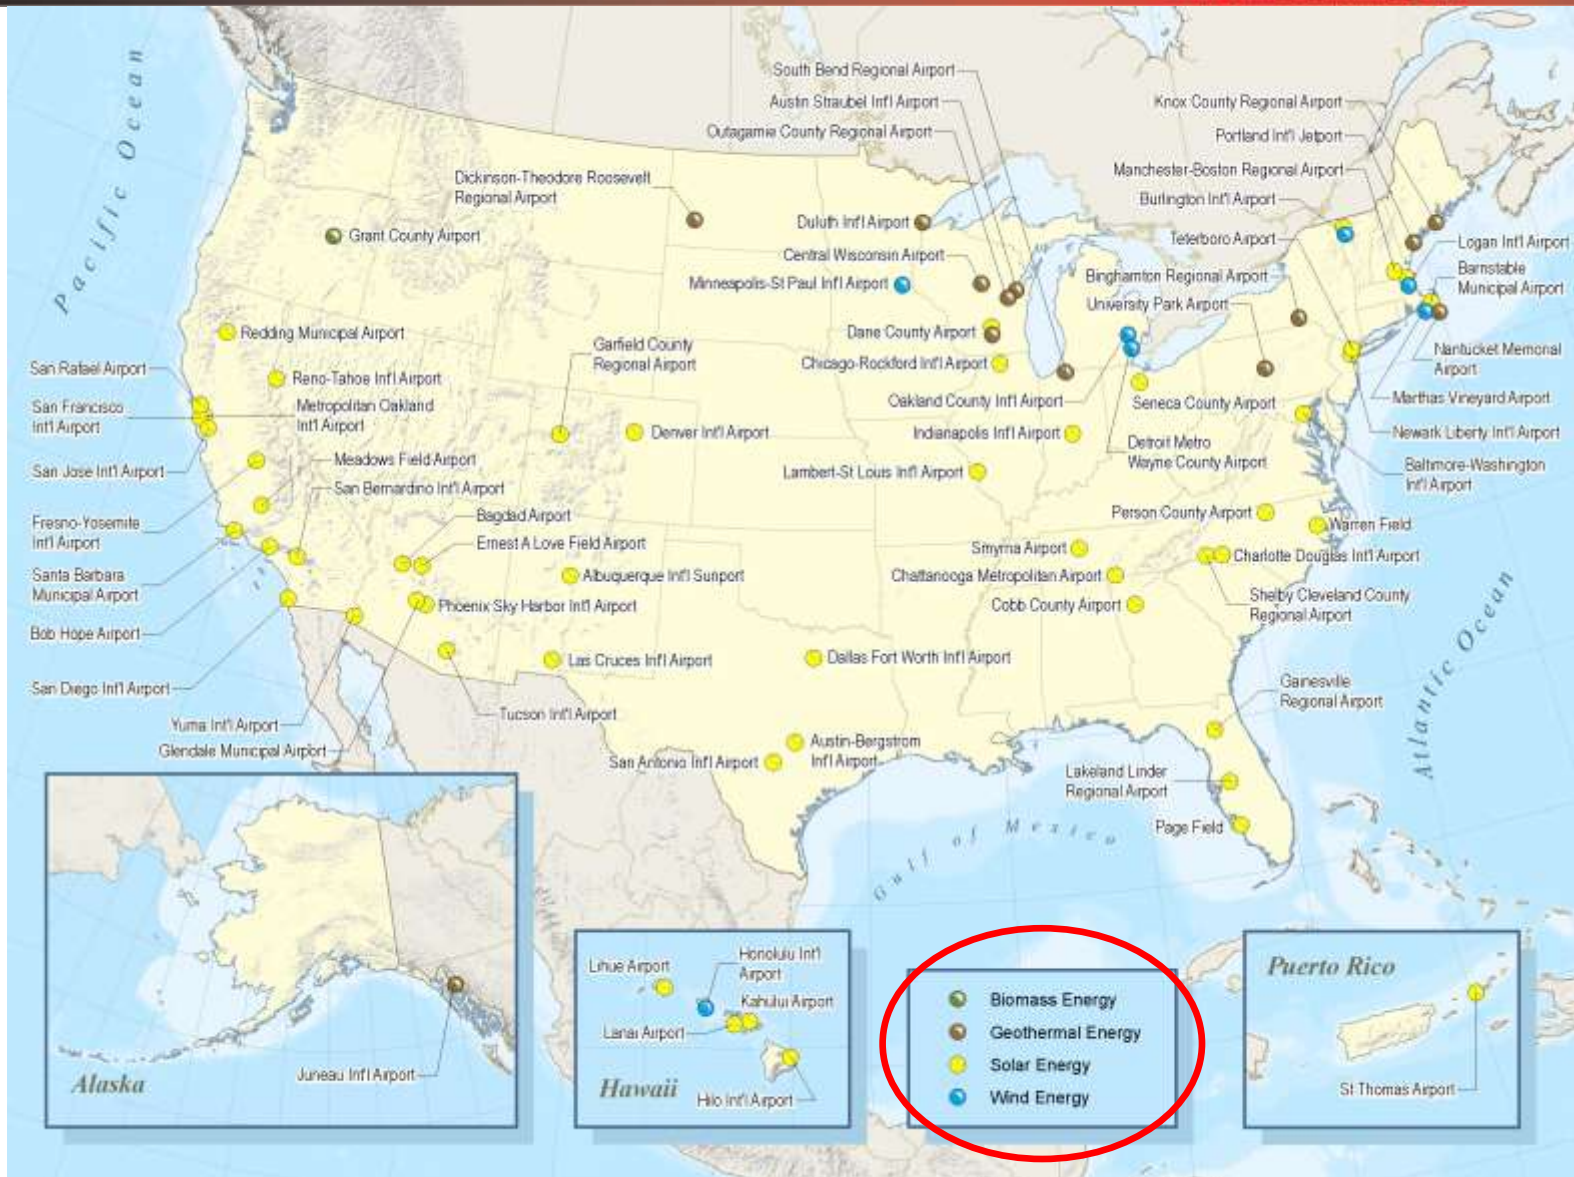 Pacific Ocean
South Bend Regional Airport
Austin Straubel Int'l Airport
Outagamie County Regional Airport
Knox County Regional Airport
Portland Int'l Jetport
Manchester-Boston Regional Airport
Burlington Int'l Airport
Teterboro Airport
Logan Int'l Airport
Binghamton Regional Airport
Barnstable
Municipal Airport
University Park Airport
Dickinson-Theodore Roosevelt
Regional Airport
Duluth Int'l Airport
Grant County Airport
Central Wisconsin Airport
Minneapolis-St Paul Int'l Airport
Dane County Airport
Redding Municipal Airport
Garfield County
Regional Airport
Chicago-Rockford Int'l Airport
Nantucket Memorial
Airport
San Rafael Airport
Reno-Tahoe Int'l Airport
Oakland County Int'l Airport
Seneca County Airport
Marthas Vineyard Airport
San Francisco
Int'l Airport
Metropolitan Oakland
Int'l Airport
Denver Int'l Airport
Indianapolis Int'l Airport
Newark Liberty Int'l Airport
Detroit Metro
Wayne County Airport
San Jose Int'l Airport
Meadows Field Airport
Lambert-St Louis Int'l Airport
Baltimore-Washington
Int'l Airport
San Bernardino Int'l Airport
Fresno-Yosemite
Int'l Airport
Bagdad Airport
Person County Airport
Warren Field
Ernest A Love Field Airport
Smyrna Airport
Charlotte Douglas Int'l Airport
Santa Barbara
Municipal Airport
Albuquerque Int'l Sunport
Chattanooga Metropolitan Airport
Phoenix Sky Harbor Int'l Airport
Cobb County Airport
Shelby Cleveland County
Regional Airport
Bob Hope Airport
Atlantic Ocean
Las Cruces Int'l Airport
Dallas Fort Worth Int'l Airport
San Diego Int'l Airport
Gainesville
Regional Airport
Yuma Int'l Airport
Tucson Int'l Airport
Glendale Municipal Airport
San Antonio Int'l Airport
Austin-Bergstrom
Int'l Airport
Lakeland Linder
Regional Airport
Page Field
Gulf of Mexico
Alaska
Juneau Int'l Airport
Lihue Airport
Honolulu Int'l
Airport
Kahului Airport
Lanai Airport
Hawaii
Hilo Int'l Airport
Biomass Energy
Geothermal Energy
Solar Energy
Wind Energy
Puerto Rico
St Thomas Airport